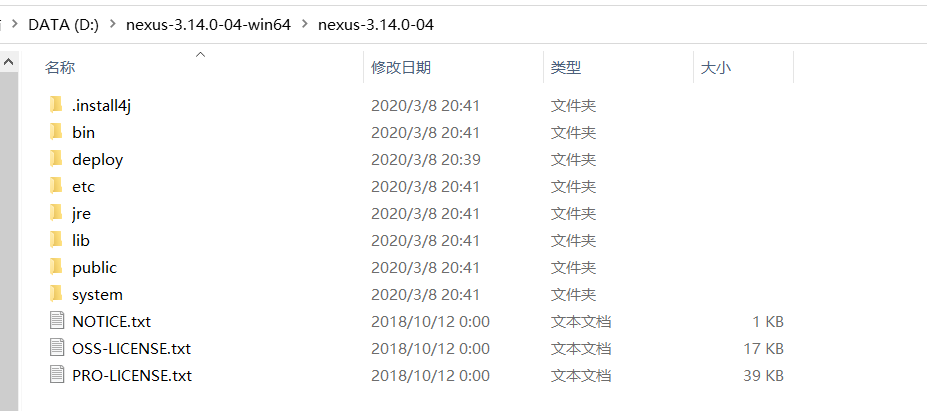 DATA (D:) > nexus-3.14.0-04-win64 > nexus-3.14.0-04
名称 修改日期 类型 大小
.install4j 2020/3/8 20:41 文件夹
bin 2020/3/8 20:41 文件夹
deploy 2020/3/8 20:39 文件夹
etc 2020/3/8 20:41 文件夹
jre 2020/3/8 20:41 文件夹
lib 2020/3/8 20:41 文件夹
public 2020/3/8 20:41 文件夹
system 2020/3/8 20:41 文件夹
NOTICE.txt 2018/10/12 0:00 文本文档 1 KB
OSS-LICENSE.txt 2018/10/12 0:00 文本文档 17 KB
PRO-LICENSE.txt 2018/10/12 0:00 文本文档 39 KB